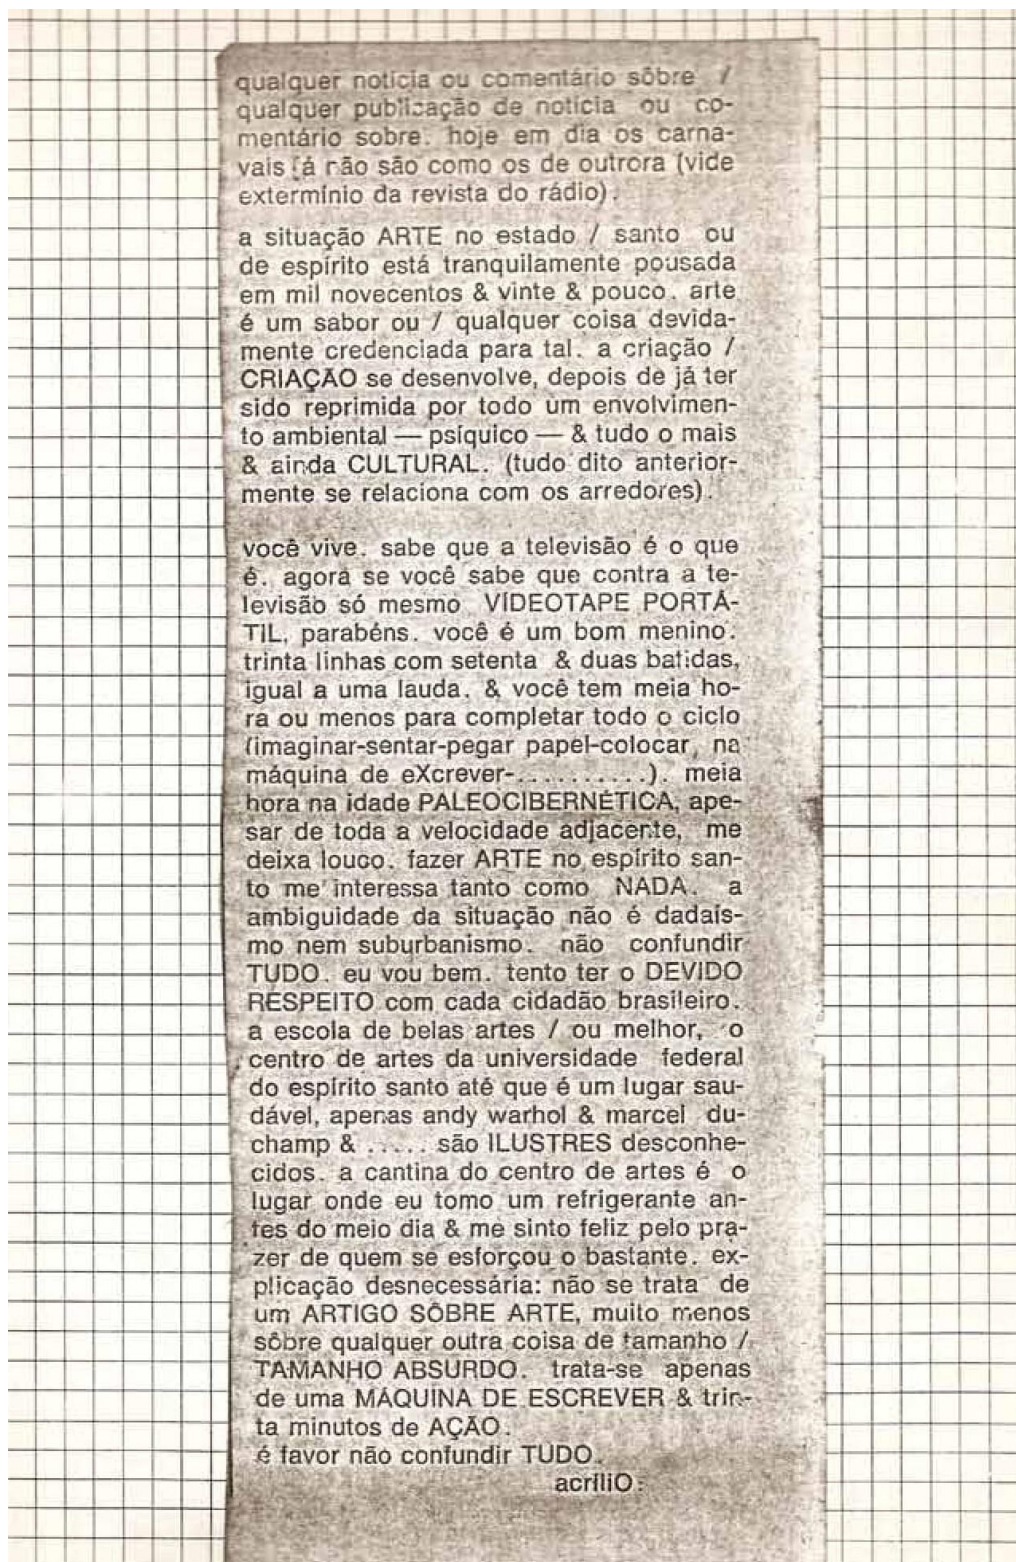 qualquer notícia ou comentário sôbre /
qualquer publicação de notícia ou co-
mentário sobre. hoje em dia os carna-
vais já não são como os de outrora (vide
extermínio da revista do rádio).
a situação ARTE no estado / santo ou
de espírito está tranquilamente pousada
em mil novecentos & vinte & pouco. arte
é um sabor ou / qualquer coisa devida-
mente credenciada para tal. a criação /
CRIAÇÃO se desenvolve, depois de já ter
sido reprimida por todo um envolvimen-
to ambiental — psíquico — & tudo o mais
& ainda CULTURAL. (tudo dito anterior-
mente se relaciona com os arredores).
você vive. sabe que a televisão é o que
é. agora se você sabe que contra a te-
levisão só mesmo VIDEOTAPE PORTÁ-
TIL, parabéns. você é um bom menino.
trinta linhas com setenta & duas batidas,
igual a uma lauda. & você tem meia ho-
ra ou menos para completar todo o ciclo
(imaginar-sentar-pegar papel-colocar, na
máquina de eXcrever-..........). meia
hora na idade PALEOCIBERNÉTICA, ape-
sar de toda a velocidade adjacente, me
deixa louco. fazer ARTE no espírito san-
to me interessa tanto como NADA. a
ambiguidade da situação não é dadaís-
mo nem suburbanismo. não confundir
TUDO. eu vou bem. tento ter o DEVIDO
RESPEITO com cada cidadão brasileiro.
a escola de belas artes / ou melhor, o
centro de artes da universidade federal
do espírito santo até que é um lugar sau-
dável, apenas andy warhol & marcel du-
champ & ..... são ILUSTRES desconhe-
cidos. a cantina do centro de artes é o
lugar onde eu tomo um refrigerante an-
tes do meio dia & me sinto feliz pelo pra-
zer de quem se esforçou o bastante. ex-
plicação desnecessária: não se trata de
um ARTIGO SÔBRE ARTE, muito menos
sôbre qualquer outra coisa de tamanho /
TAMANHO ABSURDO. trata-se apenas
de uma MÁQUINA DE ESCREVER & trin-
ta minutos de AÇÃO.
é favor não confundir TUDO.
acríliO: